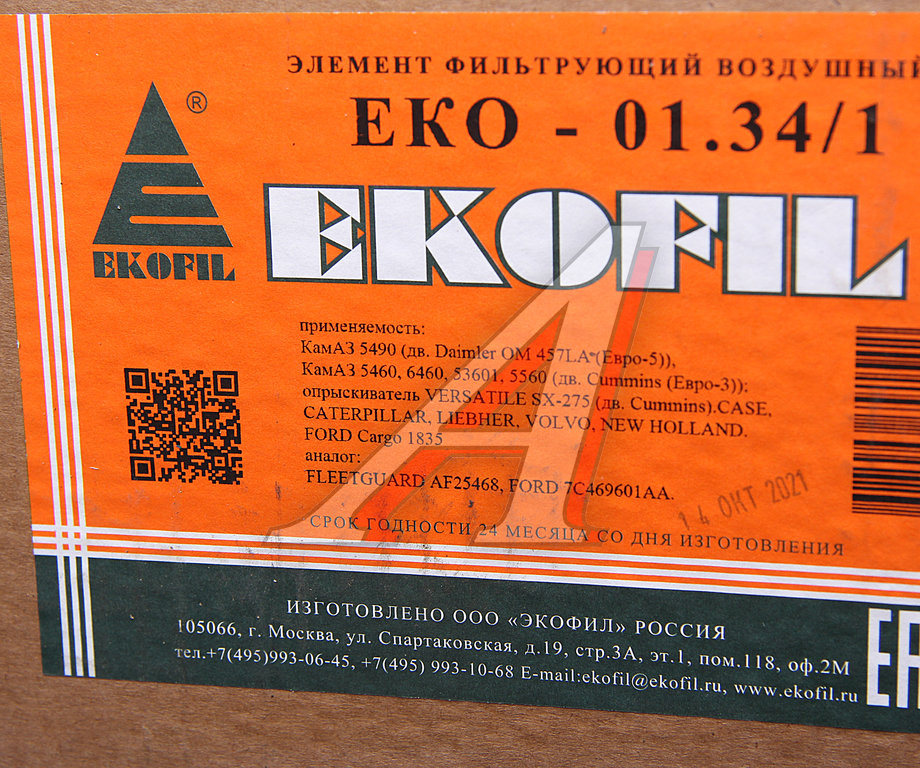 ЭЛЕМЕНТ ФИЛЬТРУЮЩИЙ ВОЗДУШНЫЙ
ЕКО - 01.34/1
®
EKOFIL
EKOFIL
применяемость:
КамАЗ 5490 (дв. Daimler OM 457LA (Евро-5)),
КамАЗ 5460, 6460, 53601, 5560 (дв. Cummins (Евро-3));
опрыскиватель VERSATILE SX-275 (дв. Cummins).CASE,
CATERPILLAR, LIEBHER, VOLVO, NEW HOLLAND.
FORD Cargo 1835
аналог:
FLEETGUARD AF25468, FORD 7C469601AA.
14 ОКТ 2021
СРОК ГОДНОСТИ 24 МЕСЯЦА СО ДНЯ ИЗГОТОВЛЕНИЯ
ИЗГОТОВЛЕНО ООО «ЭКОФИЛ» РОССИЯ
105066, г. Москва, ул. Спартаковская, д.19, стр.3А, эт.1, пом.118, оф.2М
тел.+7(495)993-06-45, +7(495) 993-10-68 E-mail:ekofil@ekofil.ru, www.ekofil.ru